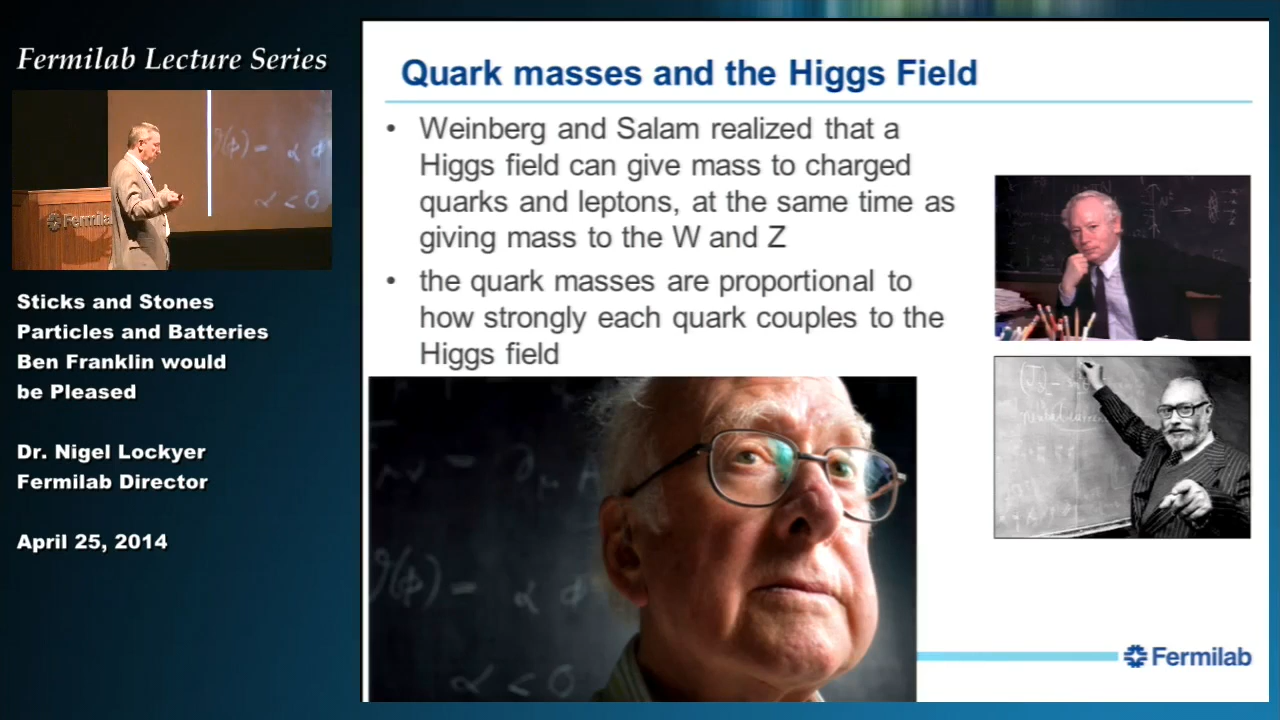 Fermilab Lecture Series
Sticks and Stones
Particles and Batteries
Ben Franklin would
be Pleased
Dr. Nigel Lockyer
Fermilab Director
April 25, 2014
Quark masses and the Higgs Field
• Weinberg and Salam realized that a
Higgs field can give mass to charged
quarks and leptons, at the same time as
giving mass to the W and Z
• the quark masses are proportional to
how strongly each quark couples to the
Higgs field
α < 0
Fermilab